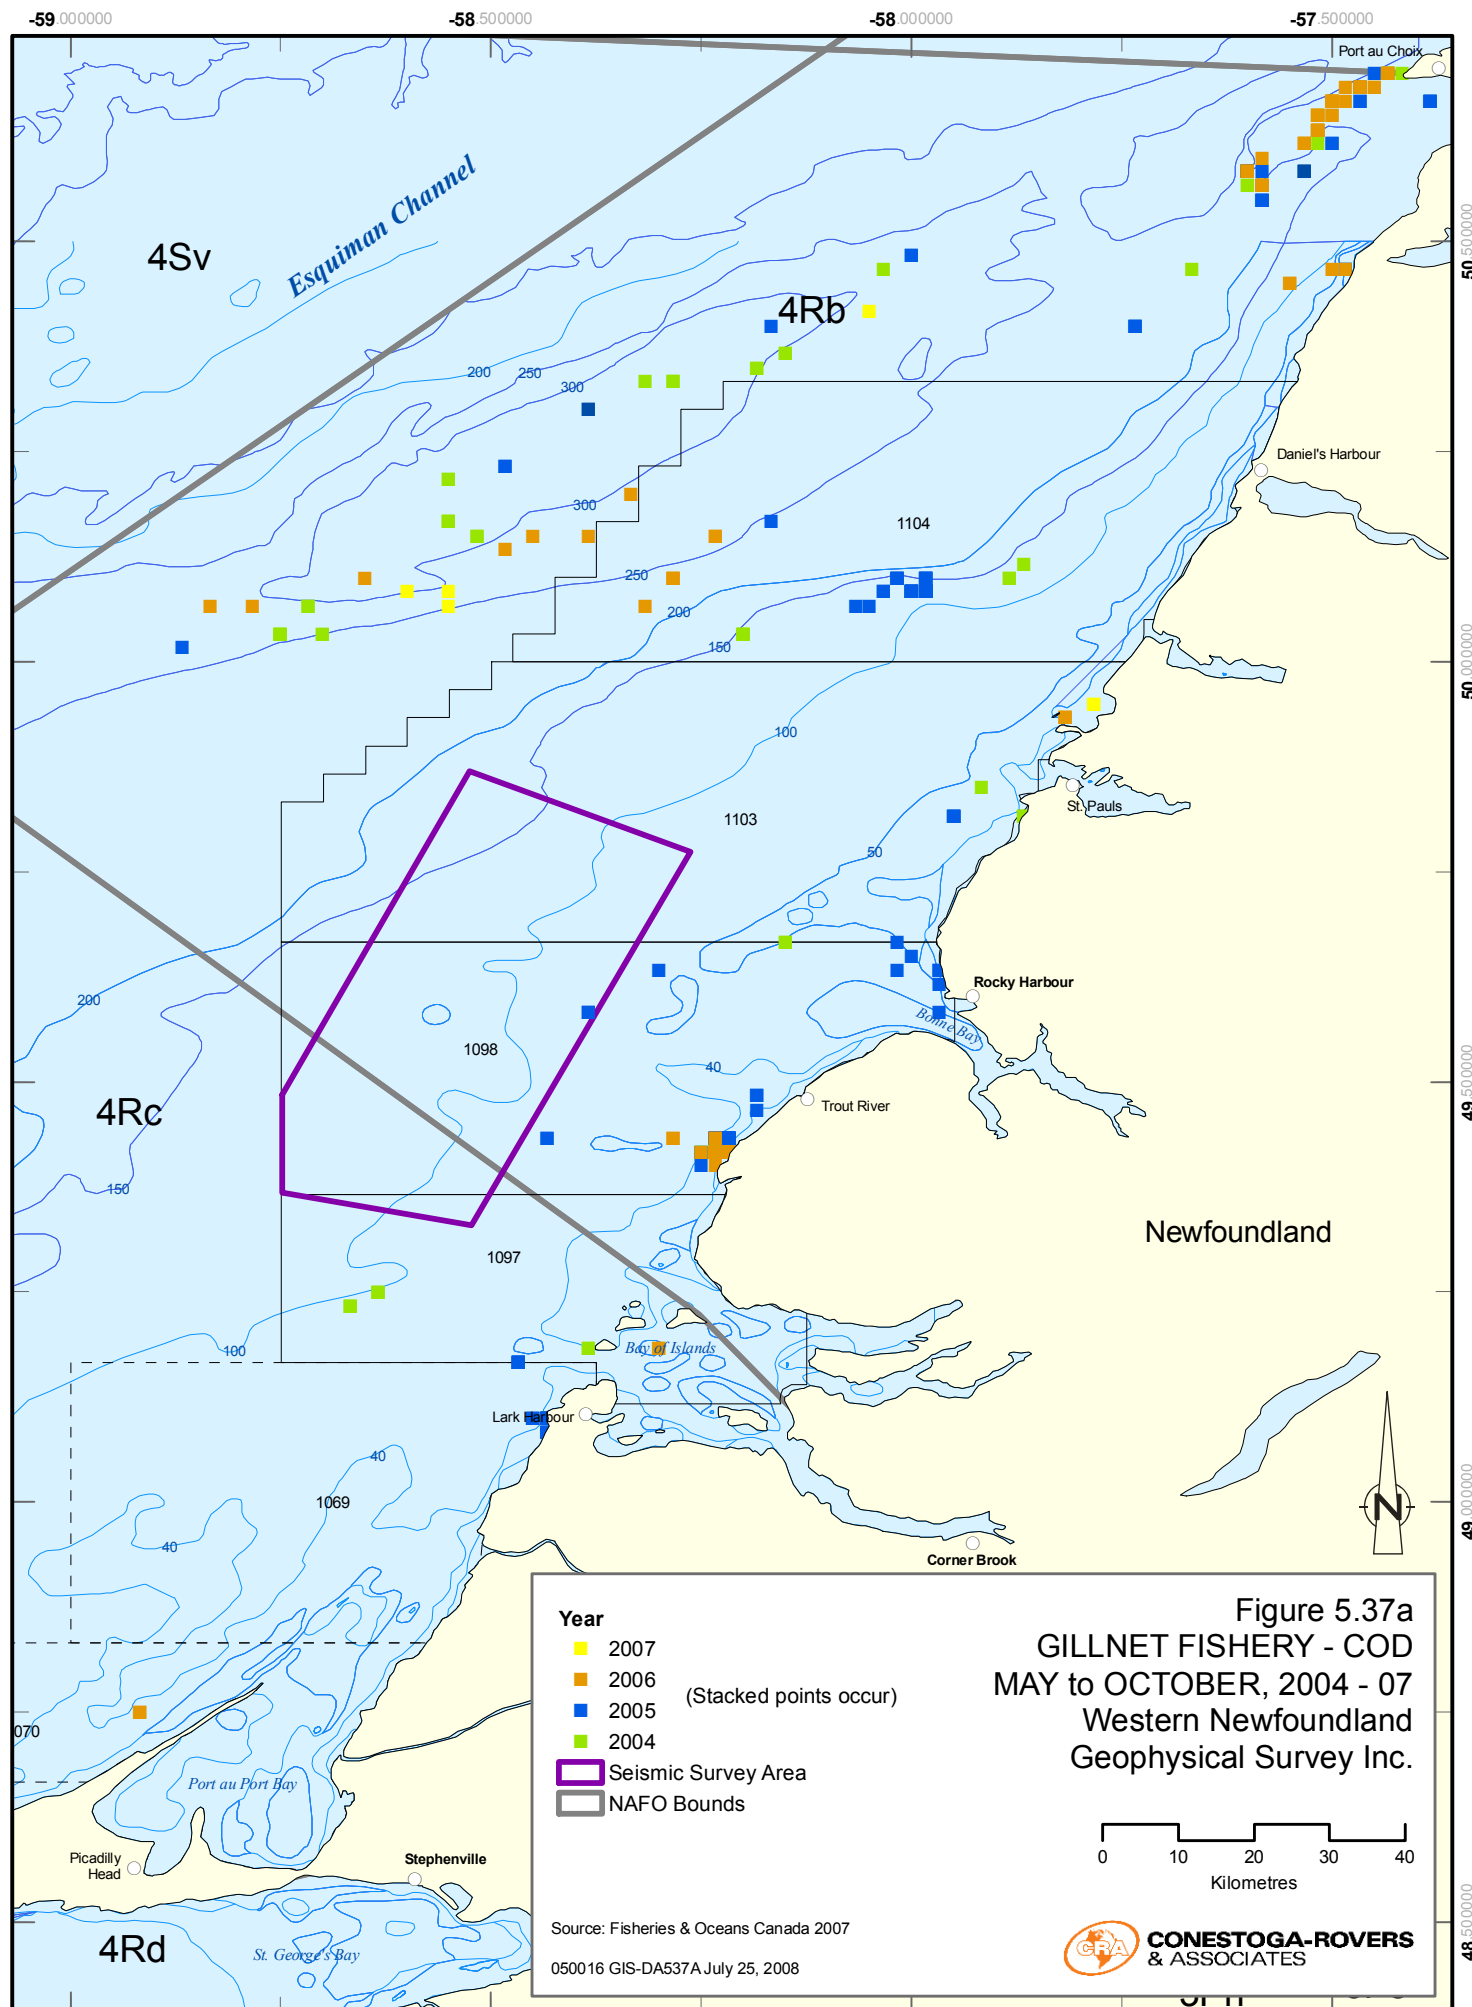 -59.000000
-58.500000
-58.000000
-57.500000
Port au Choix
Esquiman Channel
4Sv
50.500000
4Rb
200
250
300
Daniel's Harbour
300
1104
250
200
150
50.000000
100
St. Pauls
1103
50
Rocky Harbour
200
Bonne Bay
1098
40
49.500000
4Rc
Trout River
150
Newfoundland
1097
Bay of Islands
100
Lark Harbour
40
1069
49.000000
40
Corner Brook
070
Port au Port Bay
Picadilly
Head
Stephenville
4Rd
St. George's Bay
48.500000
N
Year
2007
2006
2005
2004
(Stacked points occur)
Seismic Survey Area
NAFO Bounds
Figure 5.37a
GILLNET FISHERY - COD
MAY to OCTOBER, 2004 - 07
Western Newfoundland
Geophysical Survey Inc.
0 10 20 30 40
Kilometres
Source: Fisheries & Oceans Canada 2007
050016 GIS-DA537A July 25, 2008
CRA
CONESTOGA-ROVERS
& ASSOCIATES